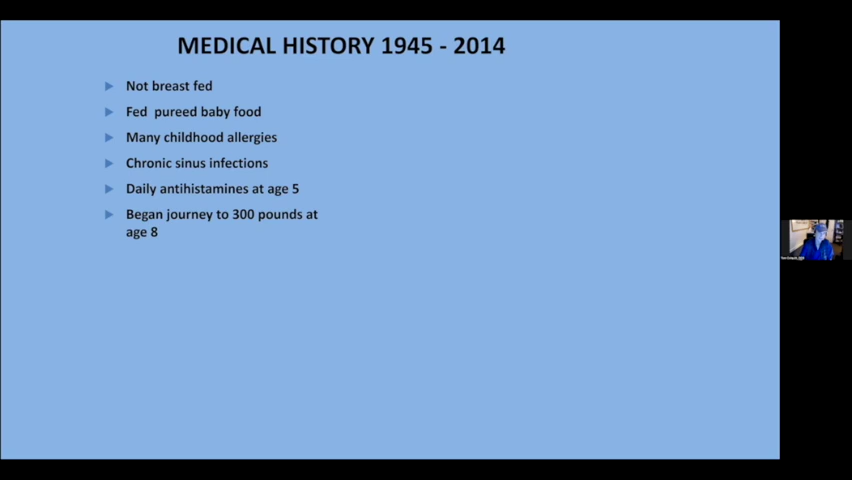 MEDICAL HISTORY 1945 - 2014
Not breast fed
Fed pureed baby food
Many childhood allergies
Chronic sinus infections
Daily antihistamines at age 5
Began journey to 300 pounds at
age 8